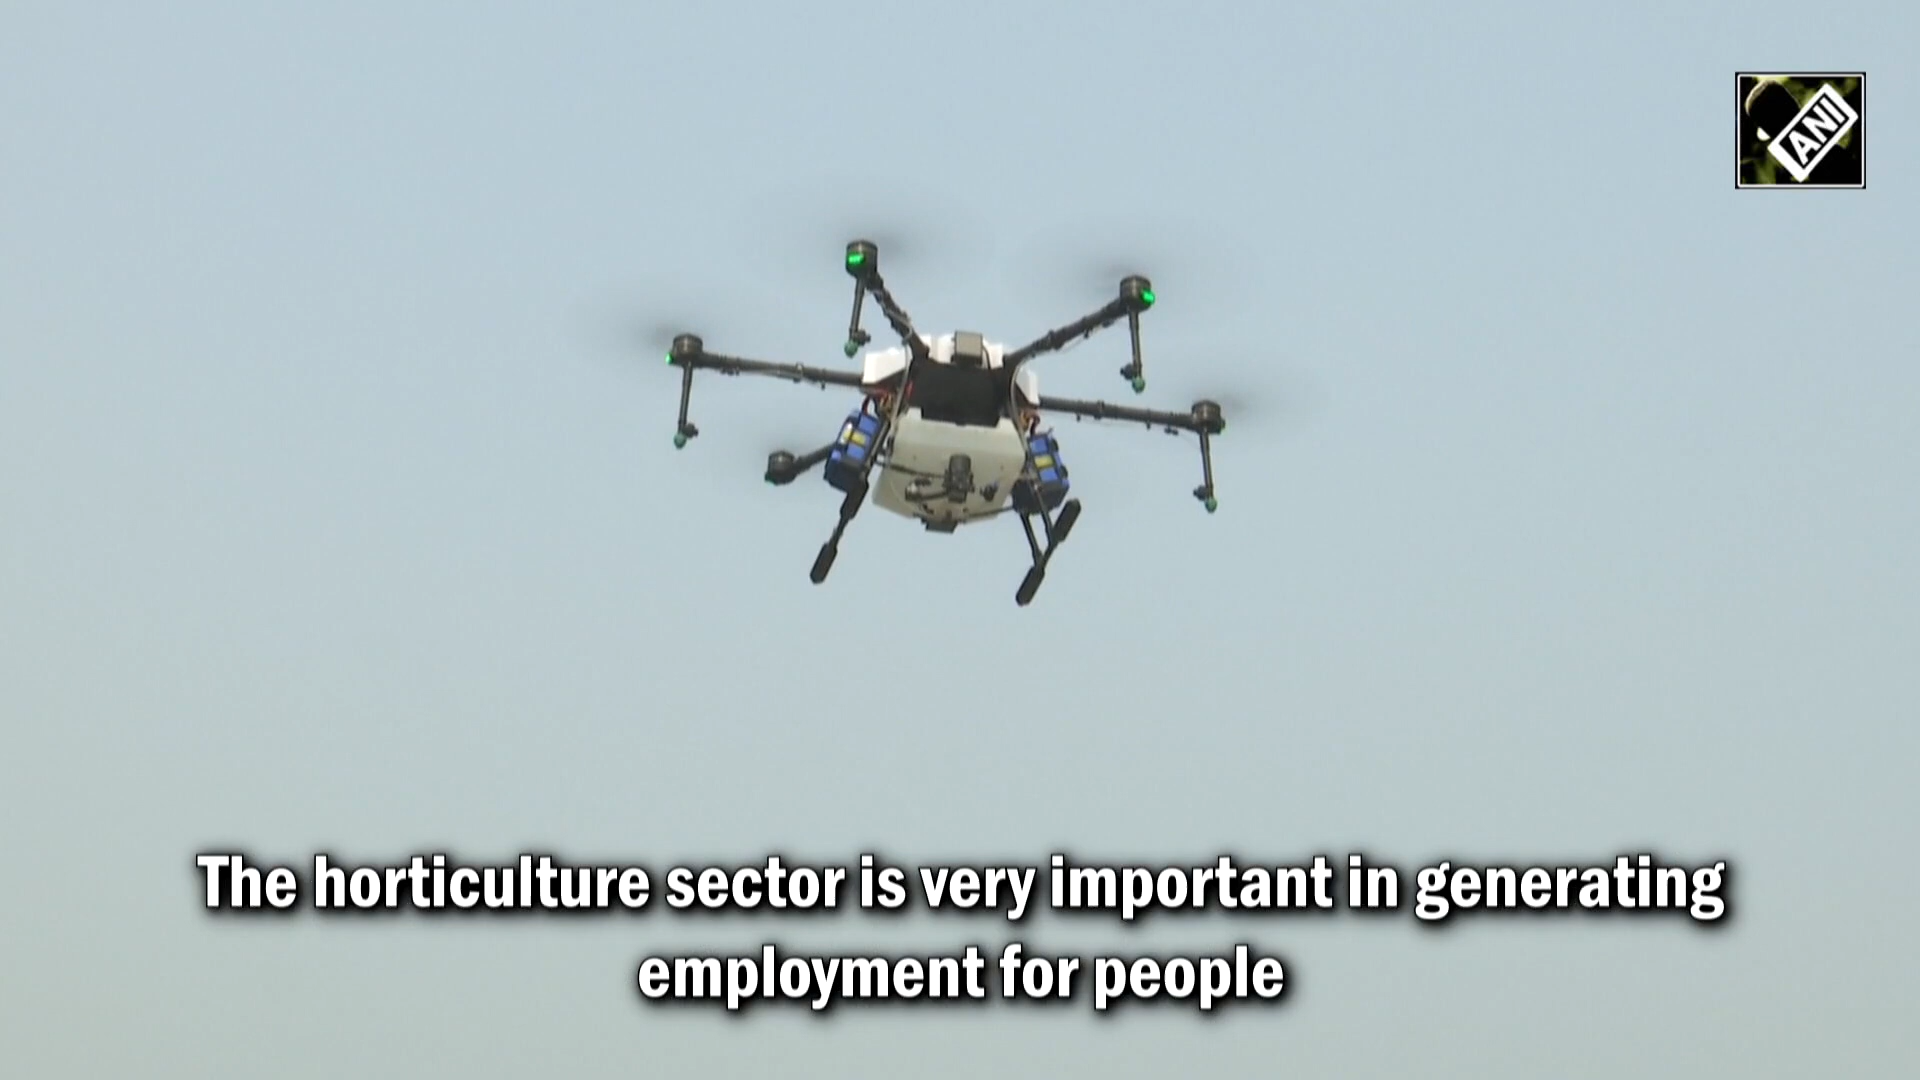 ANI
The horticulture sector is very important in generating
employment for people